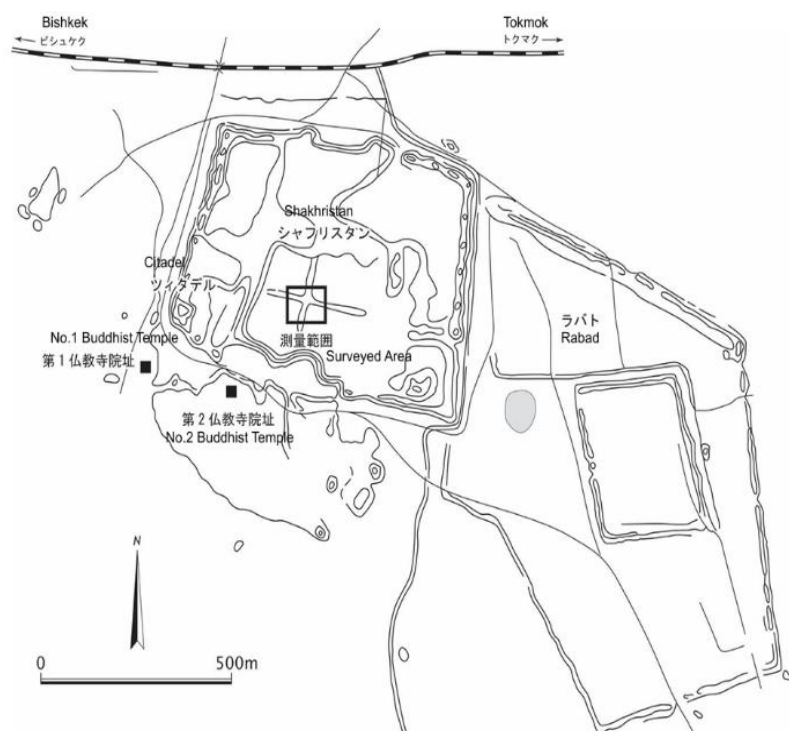 Bishkek
ビシュケク
Tokmok
トクマク
Shakhristan
シャフリスタン
Citadel
ツィタデル
No.1 Buddhist Temple
第1仏教寺院址
測量範囲
Surveyed Area
ラバト
Rabad
第2仏教寺院址
No.2 Buddhist Temple
N
0
500m